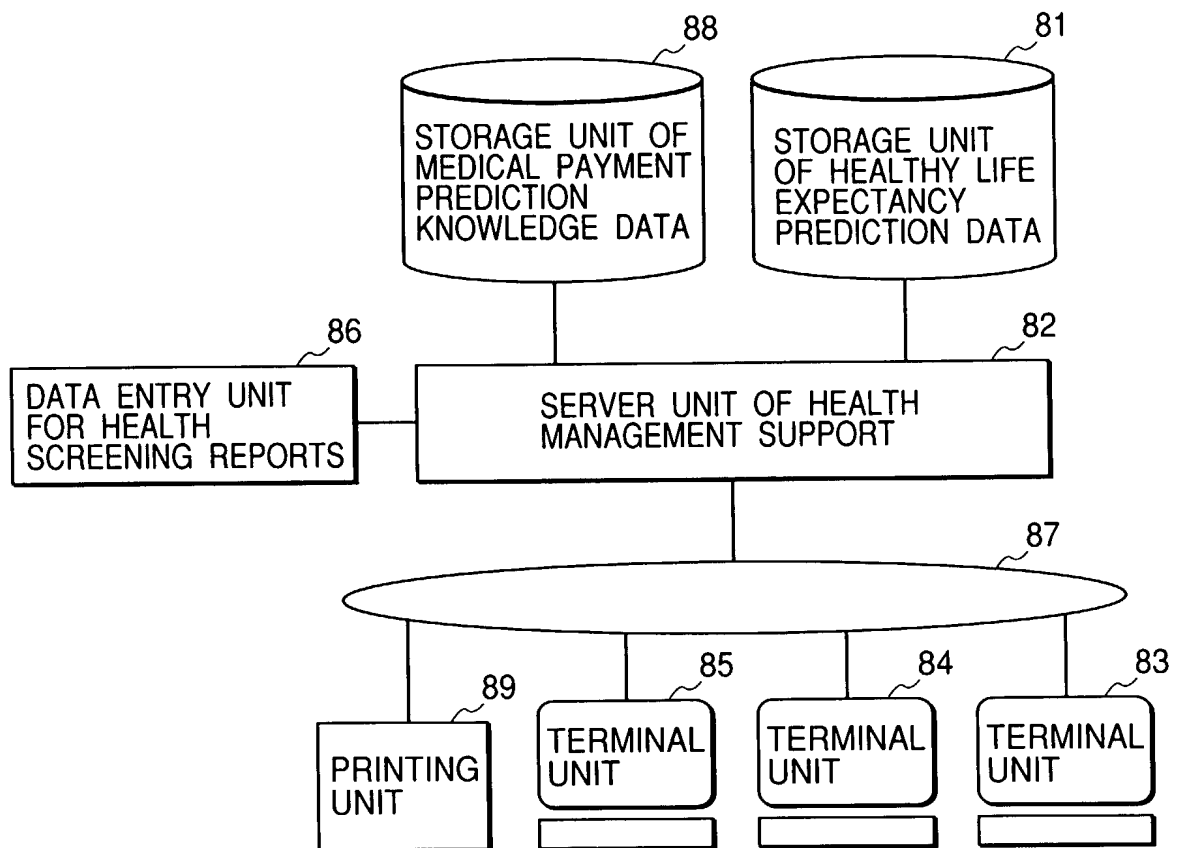 88
81
STORAGE UNIT OF
MEDICAL PAYMENT
PREDICTION
KNOWLEDGE DATA
STORAGE UNIT
OF HEALTHY LIFE
EXPECTANCY
PREDICTION DATA
86
82
DATA ENTRY UNIT
FOR HEALTH
SCREENING REPORTS
SERVER UNIT OF HEALTH
MANAGEMENT SUPPORT
87
89
85
84
83
PRINTING
UNIT
TERMINAL
UNIT
TERMINAL
UNIT
TERMINAL
UNIT